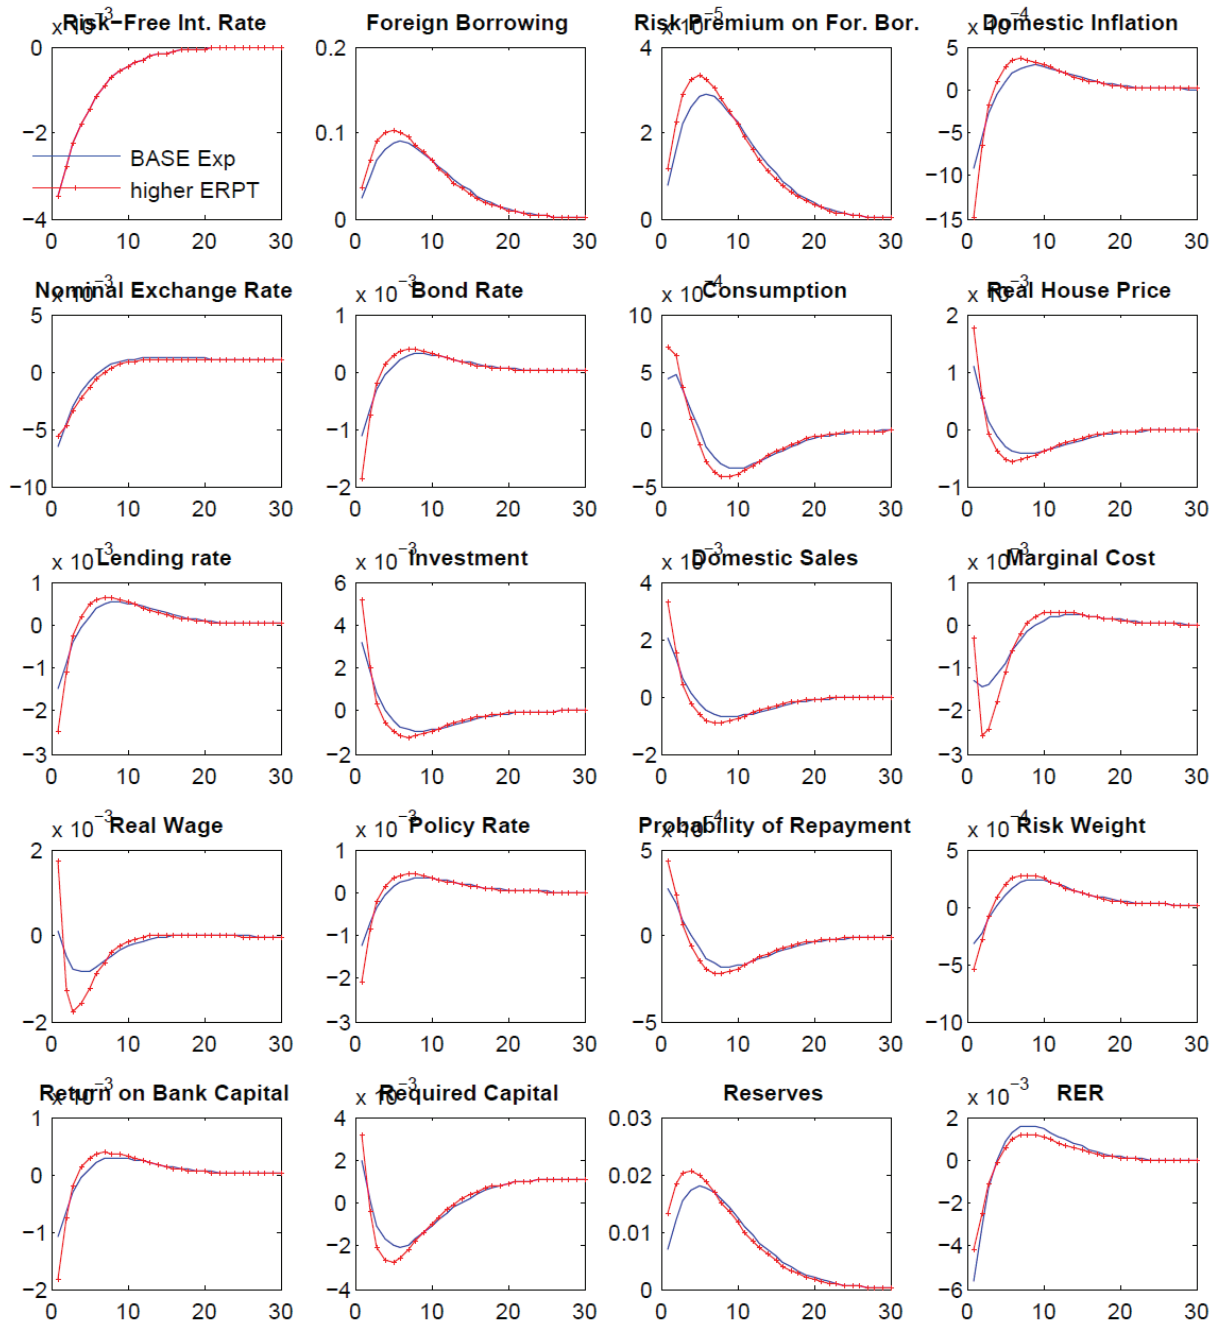 Risk-Free Int. Rate
Foreign Borrowing
Risk Premium on For. Bor.
Domestic Inflation
x 10^-3
x 10^-5
x 10^-4
0
−2
−4
BASE Exp
higher ERPT
0 10 20 30
0.2
0.1
0
0 10 20 30
4
2
0
0 10 20 30
5
0
−5
−10
−15
0 10 20 30
Nominal Exchange Rate
Bond Rate
Consumption
Real House Price
x 10^-3
x 10^-3
x 10^-4
x 10^-3
5
0
−5
−10
0 10 20 30
1
0
−1
−2
0 10 20 30
10
5
0
−5
0 10 20 30
2
1
0
−1
0 10 20 30
Lending rate
Investment
Domestic Sales
Marginal Cost
x 10^-3
x 10^-3
x 10^-3
x 10^-3
1
0
−1
−2
−3
0 10 20 30
6
4
2
0
−2
0 10 20 30
4
2
0
−2
0 10 20 30
1
0
−1
−2
−3
0 10 20 30
Real Wage
Policy Rate
Probability of Repayment
Risk Weight
x 10^-3
x 10^-3
x 10^-4
x 10^-4
2
0
−2
0 10 20 30
1
0
−1
−2
−3
0 10 20 30
5
0
−5
0 10 20 30
5
0
−5
−10
0 10 20 30
Return on Bank Capital
Required Capital
Reserves
RER
x 10^-3
x 10^-3
x 10^-3
1
0
−1
−2
0 10 20 30
4
2
0
−2
−4
0 10 20 30
0.03
0.02
0.01
0
0 10 20 30
2
0
−2
−4
−6
0 10 20 30